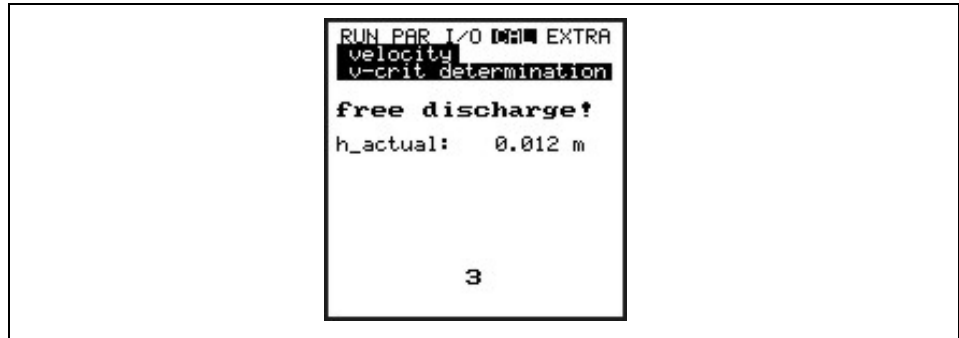 RUN PAR I/O CAL EXTRA
velocity
v-crit determination
free discharge!
h_actual: 0.012 m
3